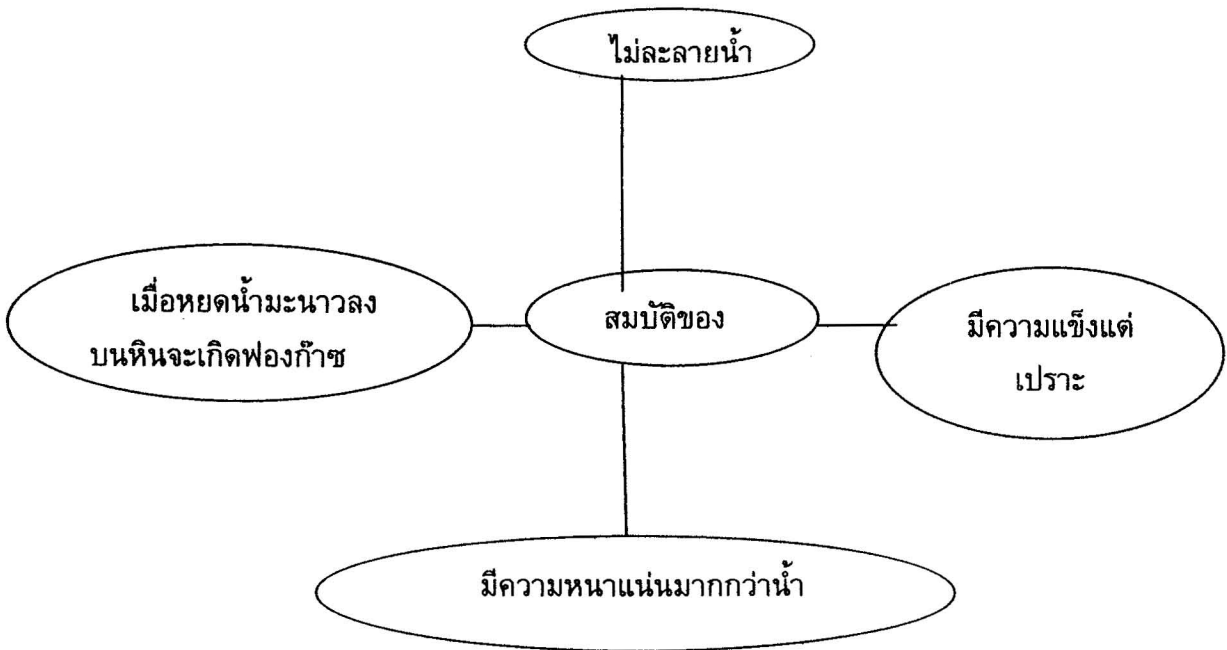 ไม่ละลายน้ำ
เมื่อหยดน้ำมะนาวลง
บนหินจะเกิดฟองก๊าซ
สมบัติของ
มีความแข็งแต่
เปราะ
มีความหนาแน่นมากกว่าน้ำ